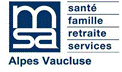 msa
santé
famille
retraite
services
Alpes Vaucluse